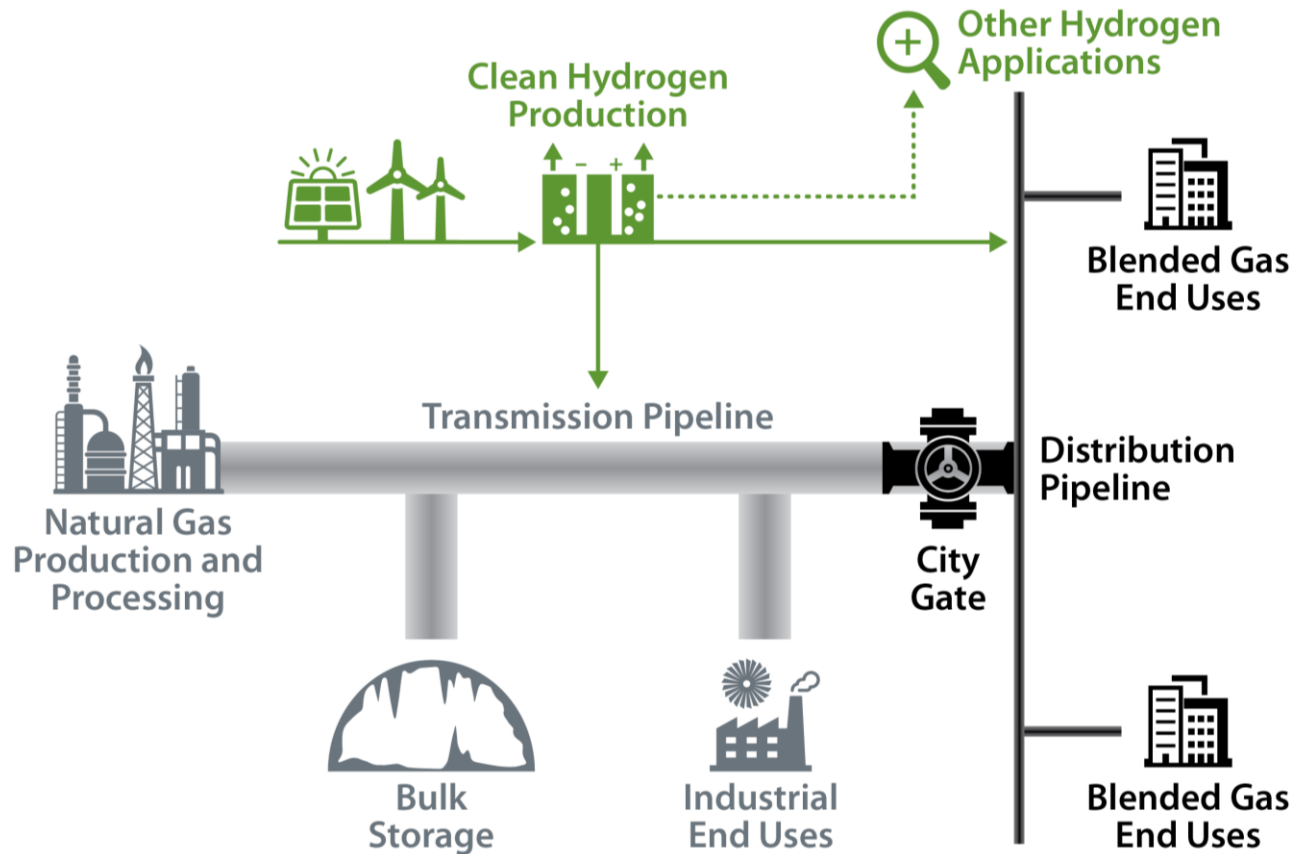 Other Hydrogen
Applications
Clean Hydrogen
Production
- +
Blended Gas
End Uses
Transmission Pipeline
Distribution
Pipeline
Natural Gas
Production and
Processing
City
Gate
Bulk
Storage
Industrial
End Uses
Blended Gas
End Uses